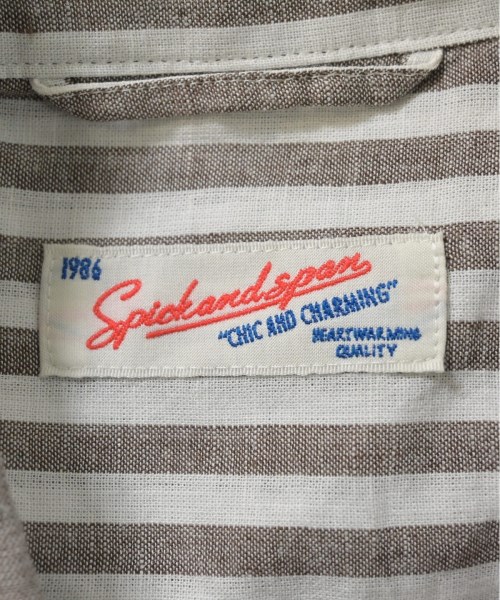 1986
Spickandspan
"CHIC AND CHARMING"
HEARTWARMING
QUALITY